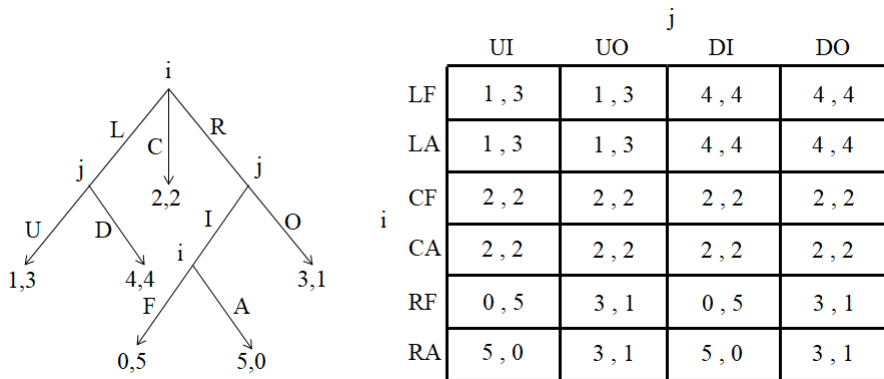 i
L
C
R
j
j
2,2
U
D
I
O
i
1,3
4,4
3,1
F
A
0,5
5,0
j
UI UO DI DO
LF 1 , 3 1 , 3 4 , 4 4 , 4
LA 1 , 3 1 , 3 4 , 4 4 , 4
CF 2 , 2 2 , 2 2 , 2 2 , 2
i
CA 2 , 2 2 , 2 2 , 2 2 , 2
RF 0 , 5 3 , 1 0 , 5 3 , 1
RA 5 , 0 3 , 1 5 , 0 3 , 1